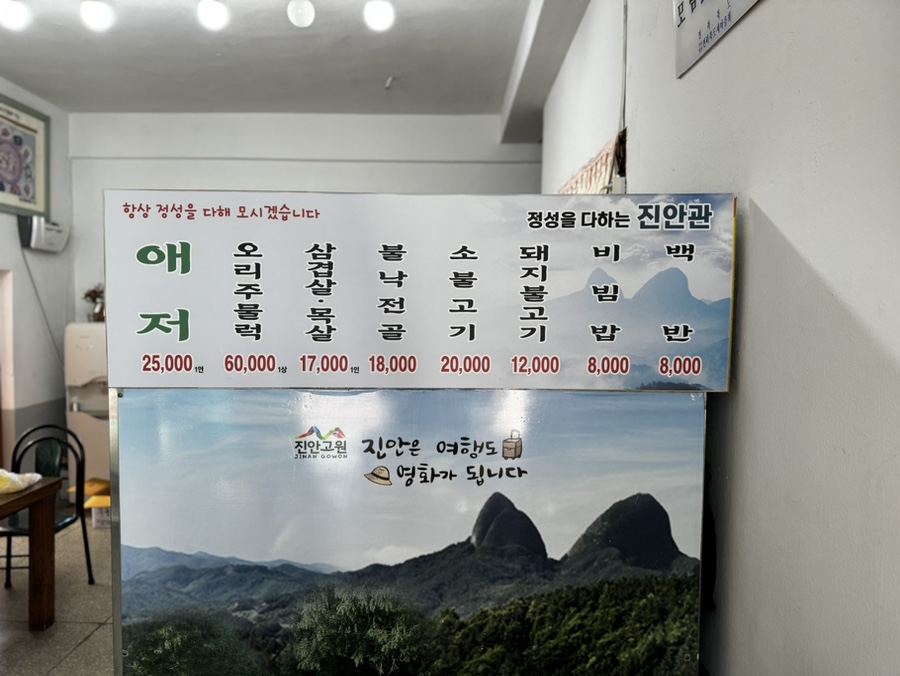 항상 정성을 다해 모시겠습니다
정성을 다하는 진안관
애저
오리주물럭
삼겹살·목살
불낙전골
소불고기
돼지불고기
비빔밥
백반
25,000 1인
60,000 1상
17,000 1인
18,000
20,000
12,000
8,000
8,000
진안고원
JINAN GOWON
진안은 여행도
영화가 됩니다